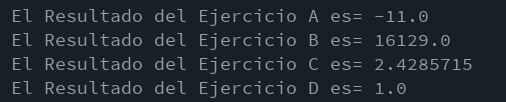 El Resultado del Ejercicio A es= -11.0
El Resultado del Ejercicio B es= 16129.0
El Resultado del Ejercicio C es= 2.4285715
El Resultado del Ejercicio D es= 1.0